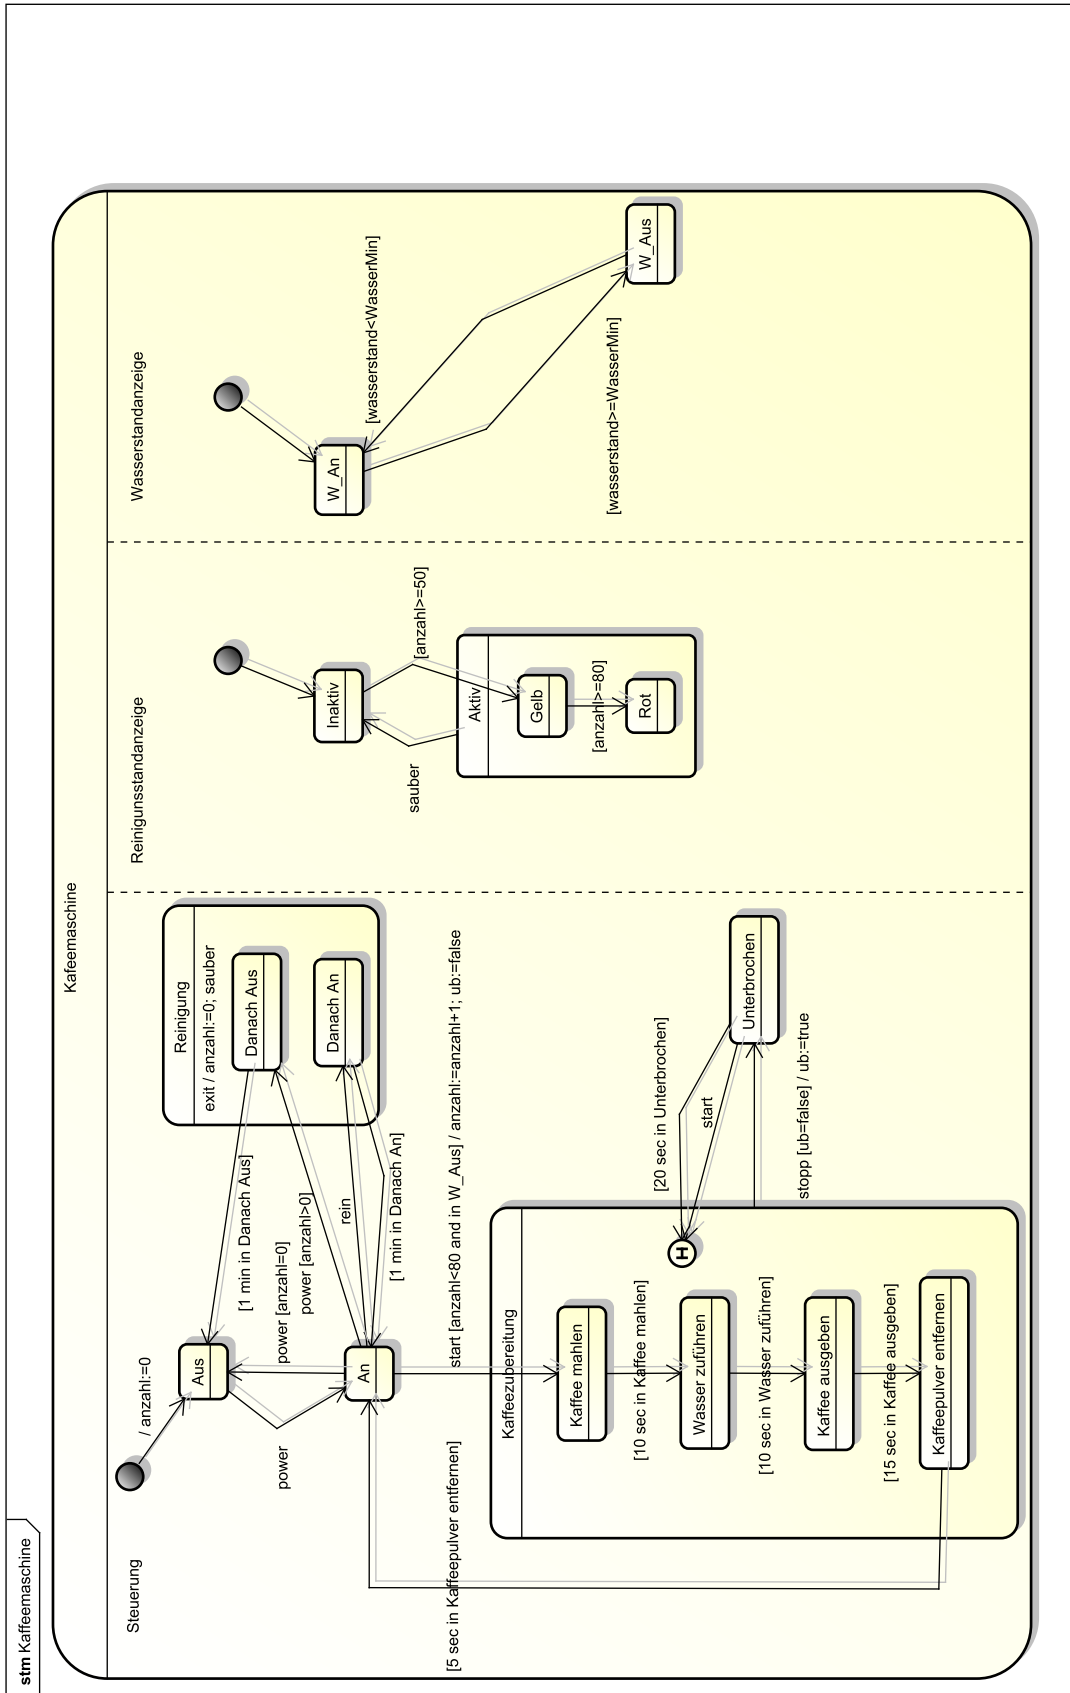 stm Kaffeemaschine
Kafeemaschine
Steuerung
/ anzahl:=0
Aus
power
power [anzahl=0]
power [anzahl>0]
[1 min in Danach Aus]
An
rein
[1 min in Danach An]
Reinigung
exit / anzahl:=0; sauber
Danach Aus
Danach An
start [anzahl<80 and in W_Aus] / anzahl:=anzahl+1; ub:=false
[5 sec in Kaffeepulver entfernen]
Kaffeezubereitung
Kaffee mahlen
[10 sec in Kaffee mahlen]
Wasser zuführen
[10 sec in Wasser zuführen]
Kaffee ausgeben
[15 sec in Kaffee ausgeben]
Kaffeepulver entfernen
H
[20 sec in Unterbrochen]
start
Unterbrochen
stopp [ub=false] / ub:=true
Reinigunsstandanzeige
Inaktiv
[anzahl>=50]
sauber
Aktiv
Gelb
[anzahl>=80]
Rot
Wasserstandanzeige
W_An
[wasserstand<WasserMin]
[wasserstand>=WasserMin]
W_Aus